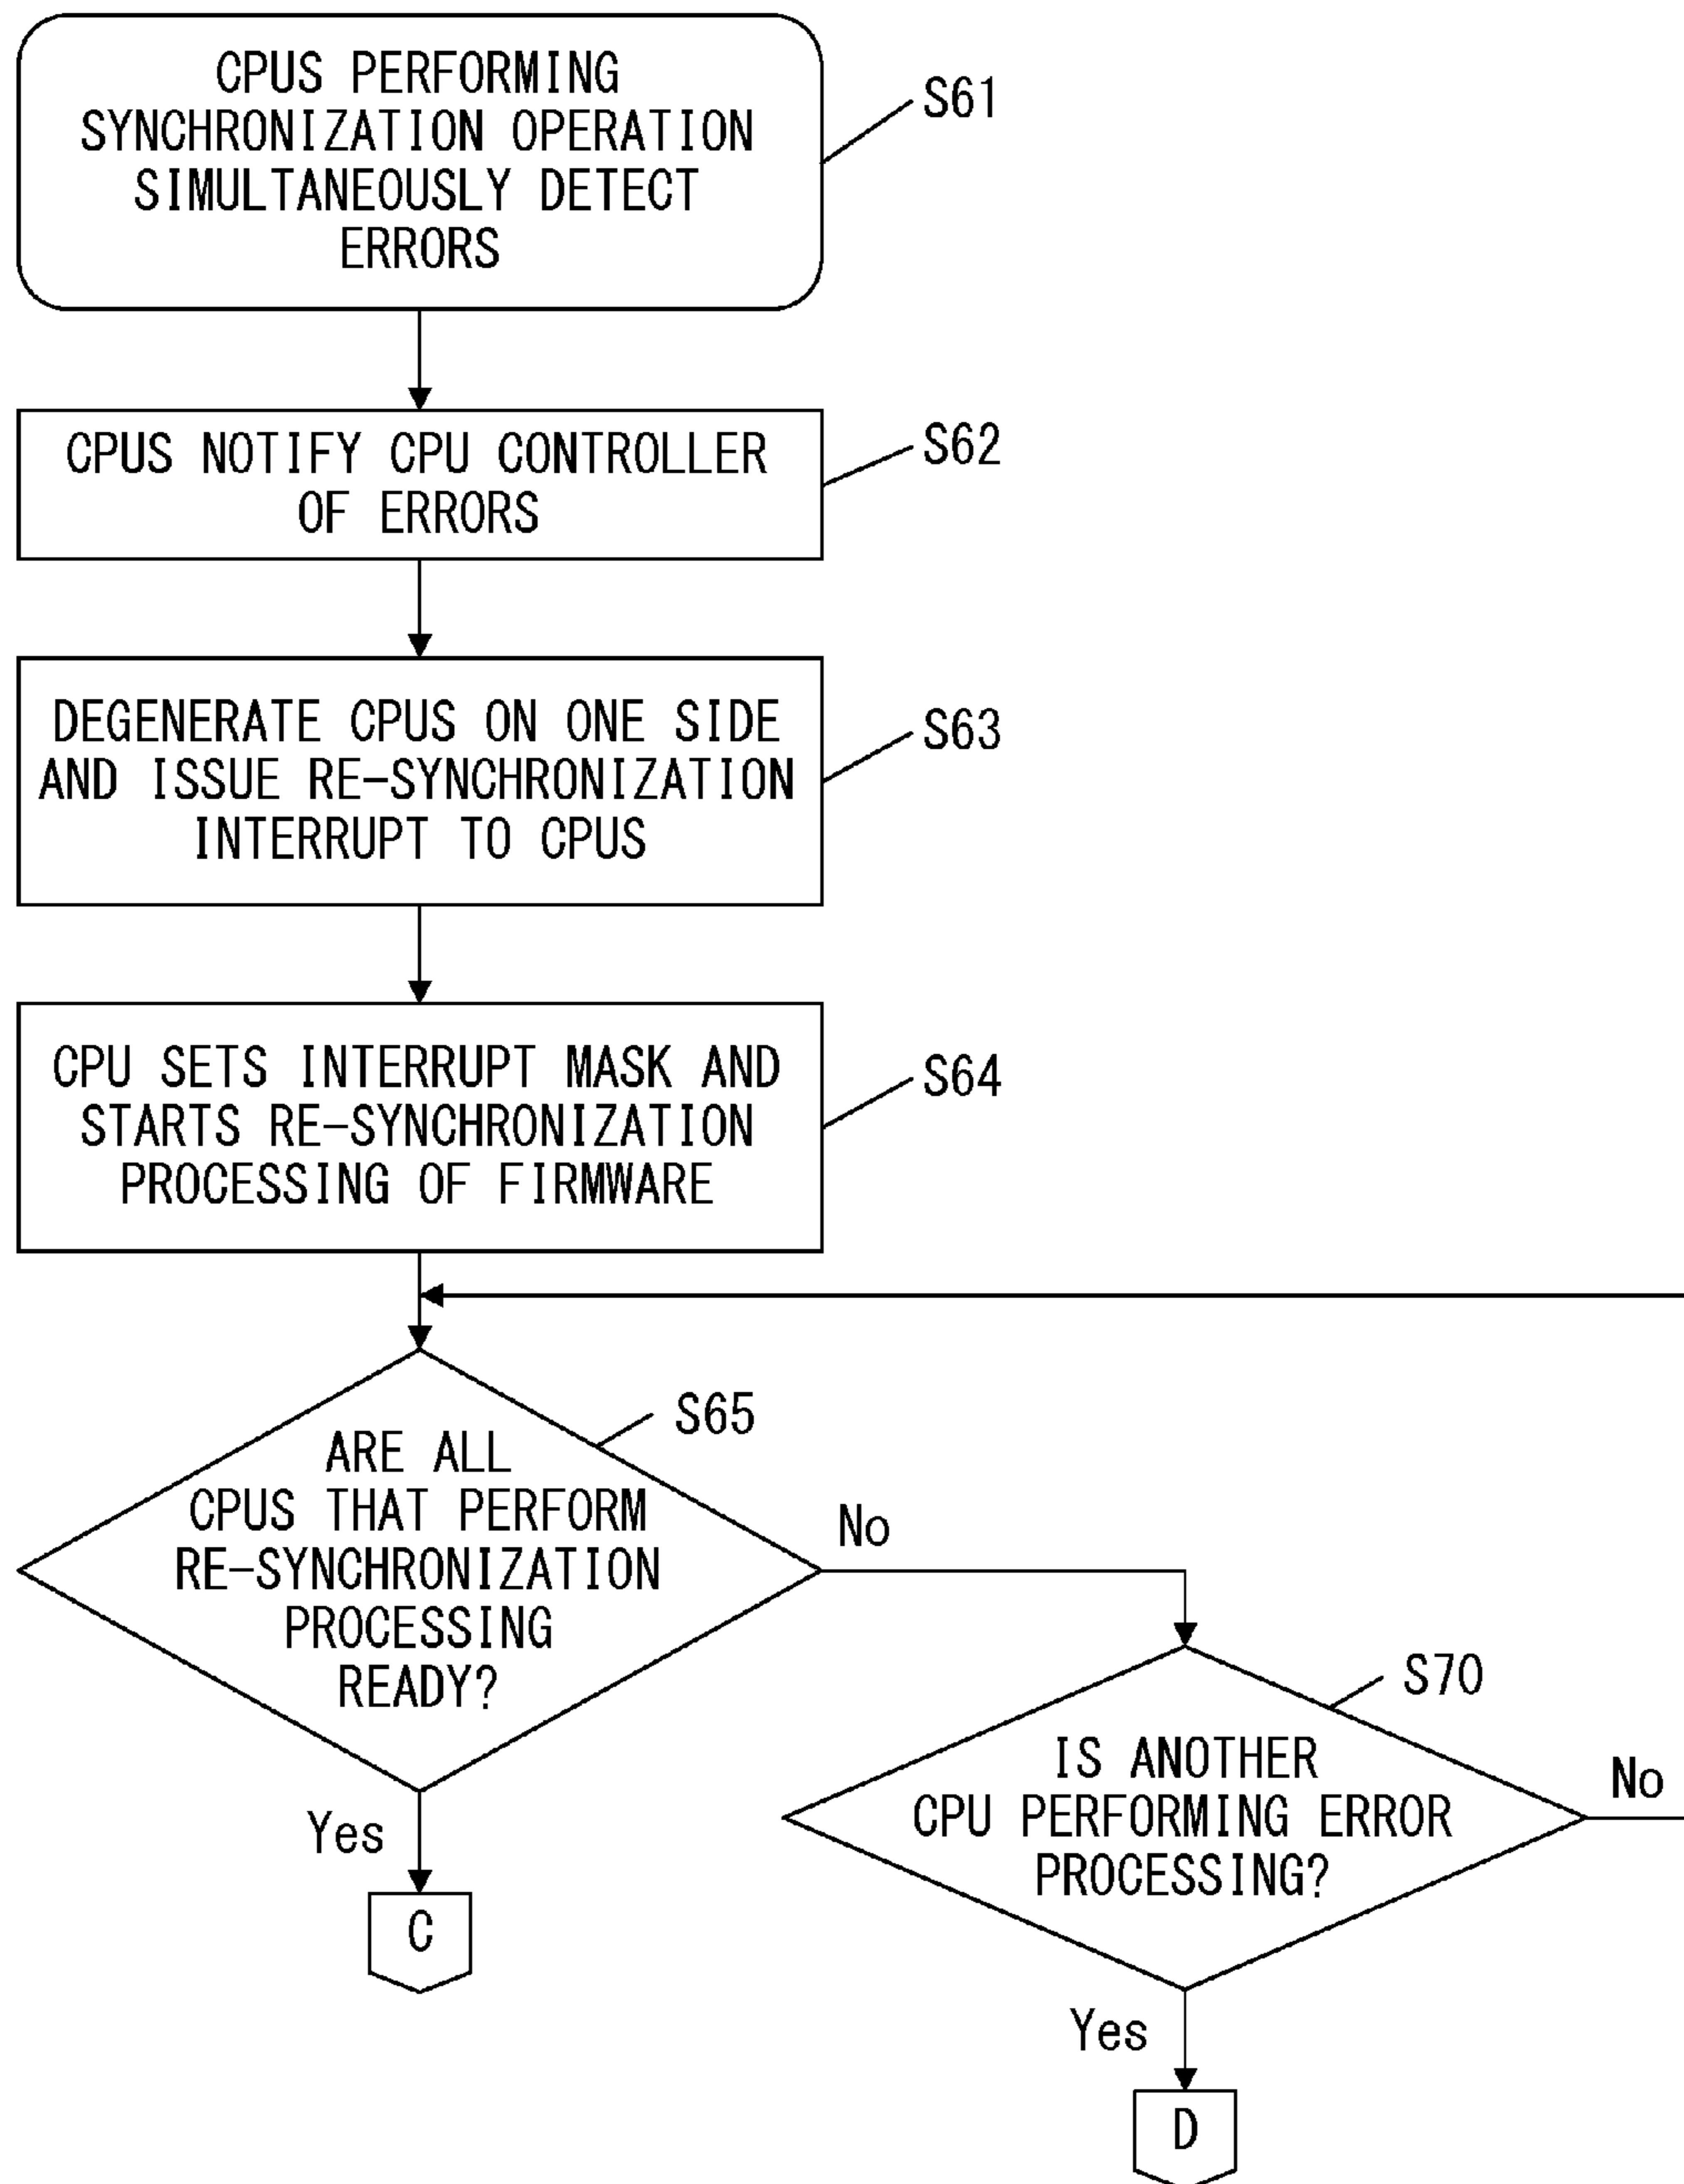 CPUS PERFORMING
SYNCHRONIZATION OPERATION
SIMULTANEOUSLY DETECT
ERRORS
S61
CPUS NOTIFY CPU CONTROLLER
OF ERRORS
S62
DEGENERATE CPUS ON ONE SIDE
AND ISSUE RE-SYNCHRONIZATION
INTERRUPT TO CPUS
S63
CPU SETS INTERRUPT MASK AND
STARTS RE-SYNCHRONIZATION
PROCESSING OF FIRMWARE
S64
ARE ALL
CPUS THAT PERFORM
RE-SYNCHRONIZATION
PROCESSING
READY?
S65
No
Yes
C
IS ANOTHER
CPU PERFORMING ERROR
PROCESSING?
S70
No
Yes
D